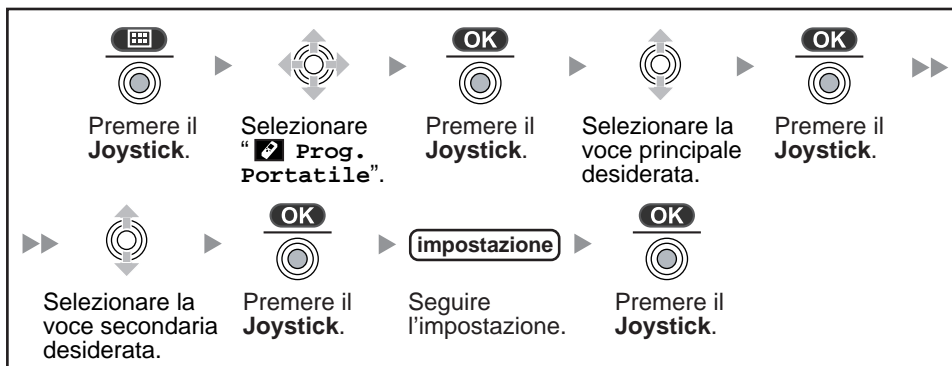 OK
OK
Premere il
Joystick.
Selezionare
“ Prog.
Portatile”.
Premere il
Joystick.
Selezionare la
voce principale
desiderata.
Premere il
Joystick.
OK
impostazione
OK
Selezionare la
voce secondaria
desiderata.
Premere il
Joystick.
Seguire
l’impostazione.
Premere il
Joystick.